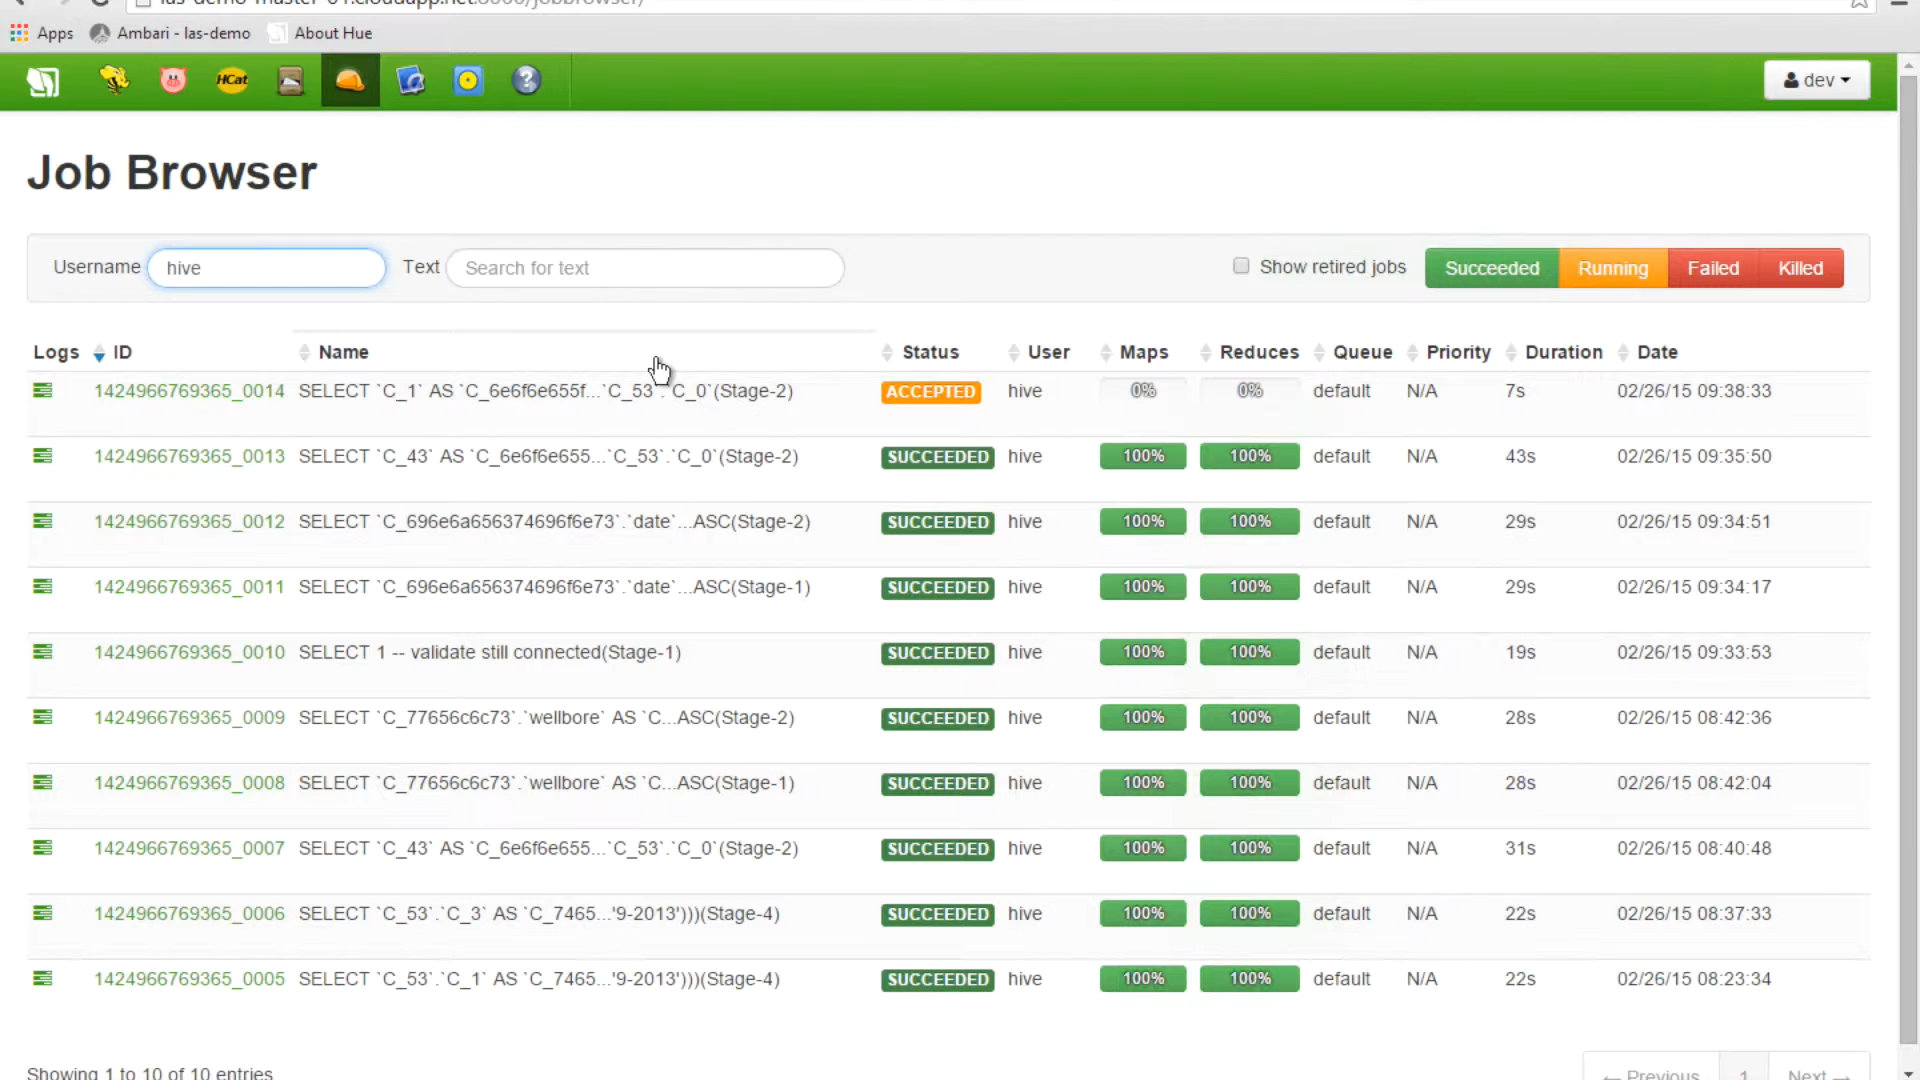 las-demo-master-01.cloudapp.net:8000/jobbrowser/
Apps Ambari - las-demo About Hue
HCat dev
Job Browser
Username hive Text Search for text Show retired jobs Succeeded Running Failed Killed
Logs ID Name Status User Maps Reduces Queue Priority Duration Date
1424966769365_0014 SELECT `C_1` AS `C_6e6f6e655f...`C_53`.`C_0`(Stage-2) ACCEPTED hive 0% 0% default N/A 7s 02/26/15 09:38:33
1424966769365_0013 SELECT `C_43` AS `C_6e6f6e655...`C_53`.`C_0`(Stage-2) SUCCEEDED hive 100% 100% default N/A 43s 02/26/15 09:35:50
1424966769365_0012 SELECT `C_696e6a656374696f6e73`.`date`...ASC(Stage-2) SUCCEEDED hive 100% 100% default N/A 29s 02/26/15 09:34:51
1424966769365_0011 SELECT `C_696e6a656374696f6e73`.`date`...ASC(Stage-1) SUCCEEDED hive 100% 100% default N/A 29s 02/26/15 09:34:17
1424966769365_0010 SELECT 1 -- validate still connected(Stage-1) SUCCEEDED hive 100% 100% default N/A 19s 02/26/15 09:33:53
1424966769365_0009 SELECT `C_77656c6c73`.`wellbore` AS `C...ASC(Stage-2) SUCCEEDED hive 100% 100% default N/A 28s 02/26/15 08:42:36
1424966769365_0008 SELECT `C_77656c6c73`.`wellbore` AS `C...ASC(Stage-1) SUCCEEDED hive 100% 100% default N/A 28s 02/26/15 08:42:04
1424966769365_0007 SELECT `C_43` AS `C_6e6f6e655...`C_53`.`C_0`(Stage-2) SUCCEEDED hive 100% 100% default N/A 31s 02/26/15 08:40:48
1424966769365_0006 SELECT `C_53`.`C_3` AS `C_7465...'9-2013')))(Stage-4) SUCCEEDED hive 100% 100% default N/A 22s 02/26/15 08:37:33
1424966769365_0005 SELECT `C_53`.`C_1` AS `C_7465...'9-2013')))(Stage-4) SUCCEEDED hive 100% 100% default N/A 22s 02/26/15 08:23:34
Showing 1 to 10 of 10 entries ← Previous 1 Next →